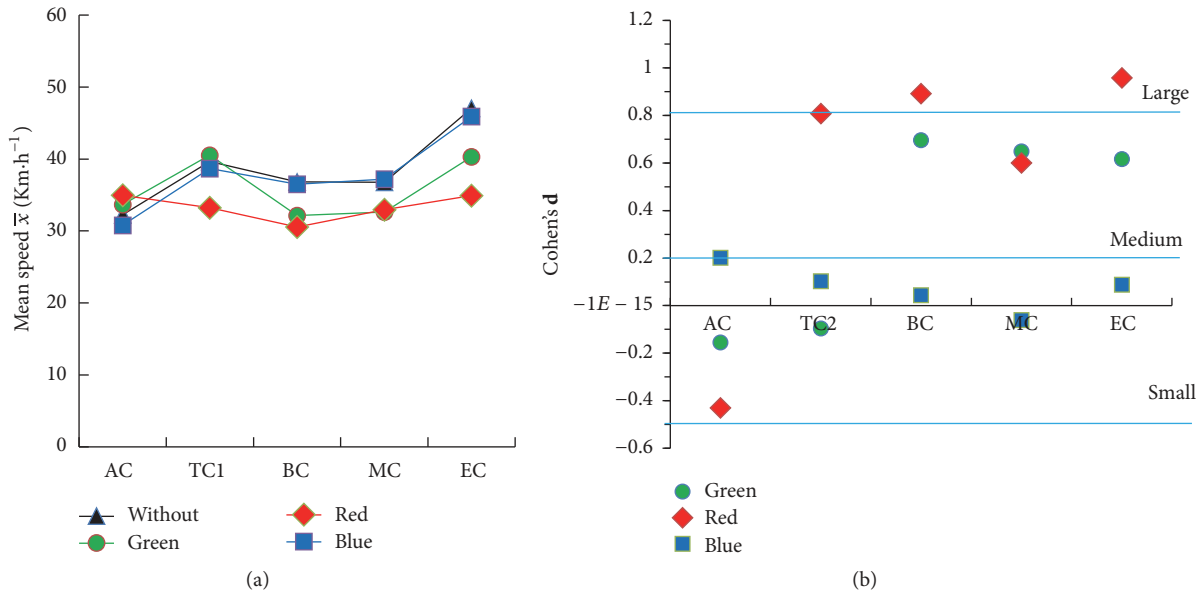 60
50
40
30
20
10
0
Mean speed x̅ (Km·h⁻¹)
AC TC1 BC MC EC
Without Red
Green Blue
(a)
1.2
1
0.8
0.6
0.4
0.2
−1E − 15
−0.2
−0.4
−0.6
Cohen's d
Large
Medium
Small
AC TC2 BC MC EC
Green
Red
Blue
(b)